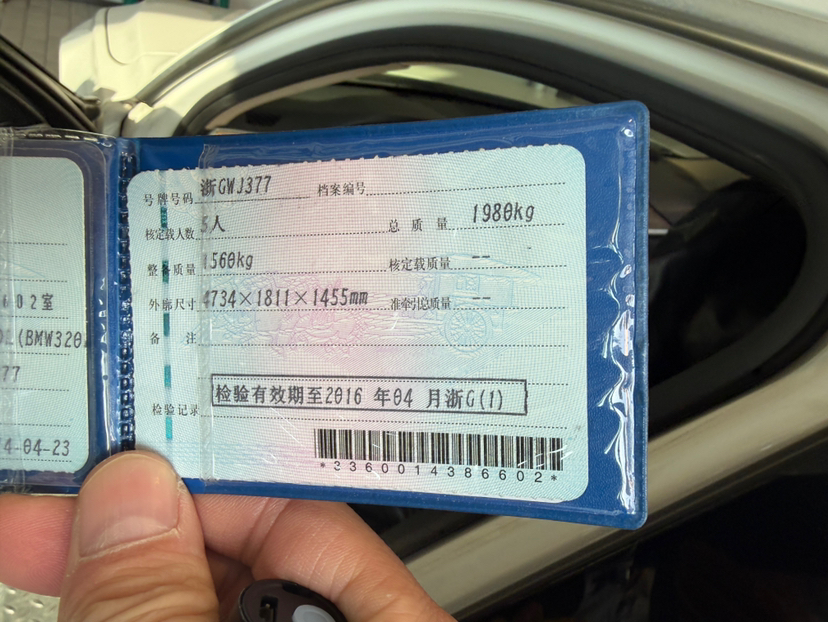 602室
(BMW320
77
4-04-23
号牌号码 浙GWJ377 档案编号
核定载人数 5人 总质量 1980kg
整备质量 1560kg 核定载质量 --
外廓尺寸 4734×1811×1455mm 准牵引总质量 --
备注
检验记录 检验有效期至2016 年04 月浙G(1)
*3360014386602*